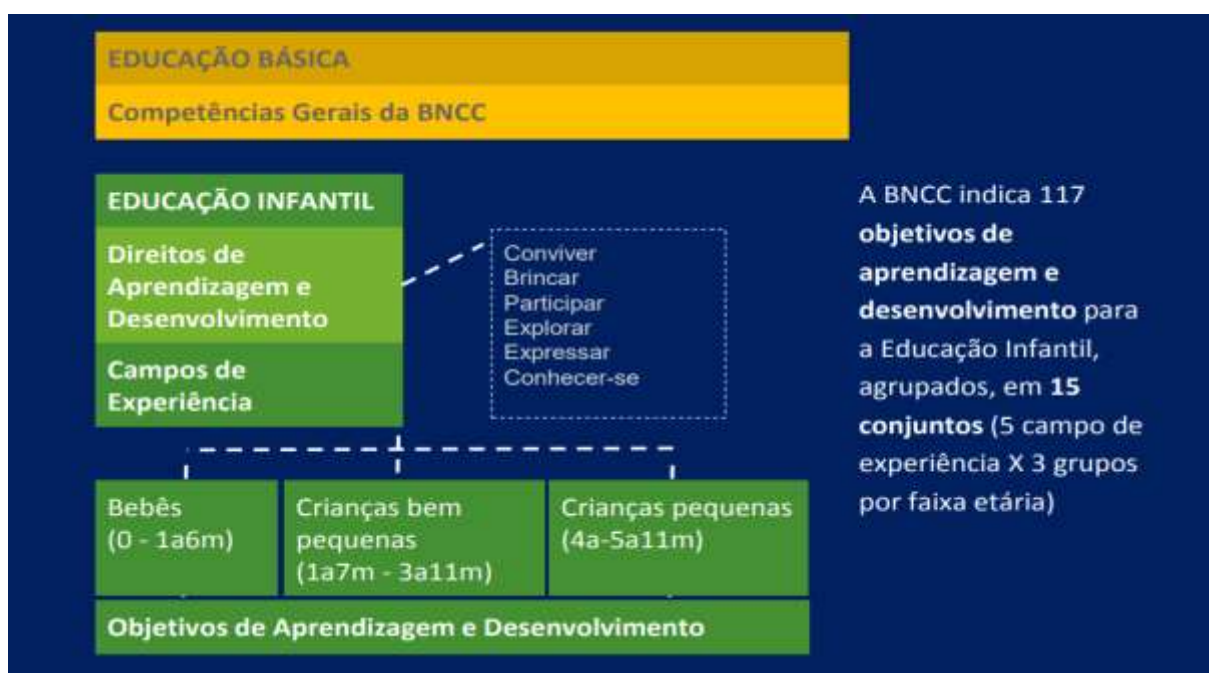 EDUCAÇÃO BÁSICA
Competências Gerais da BNCC
EDUCAÇÃO INFANTIL
Direitos de
Aprendizagem e
Desenvolvimento
Campos de
Experiência
Conviver
Brincar
Participar
Explorar
Expressar
Conhecer-se
Bebês
(0 - 1a6m)
Crianças bem
pequenas
(1a7m - 3a11m)
Crianças pequenas
(4a-5a11m)
Objetivos de Aprendizagem e Desenvolvimento
A BNCC indica 117
objetivos de
aprendizagem e
desenvolvimento para
a Educação Infantil,
agrupados, em 15
conjuntos (5 campo de
experiência X 3 grupos
por faixa etária)